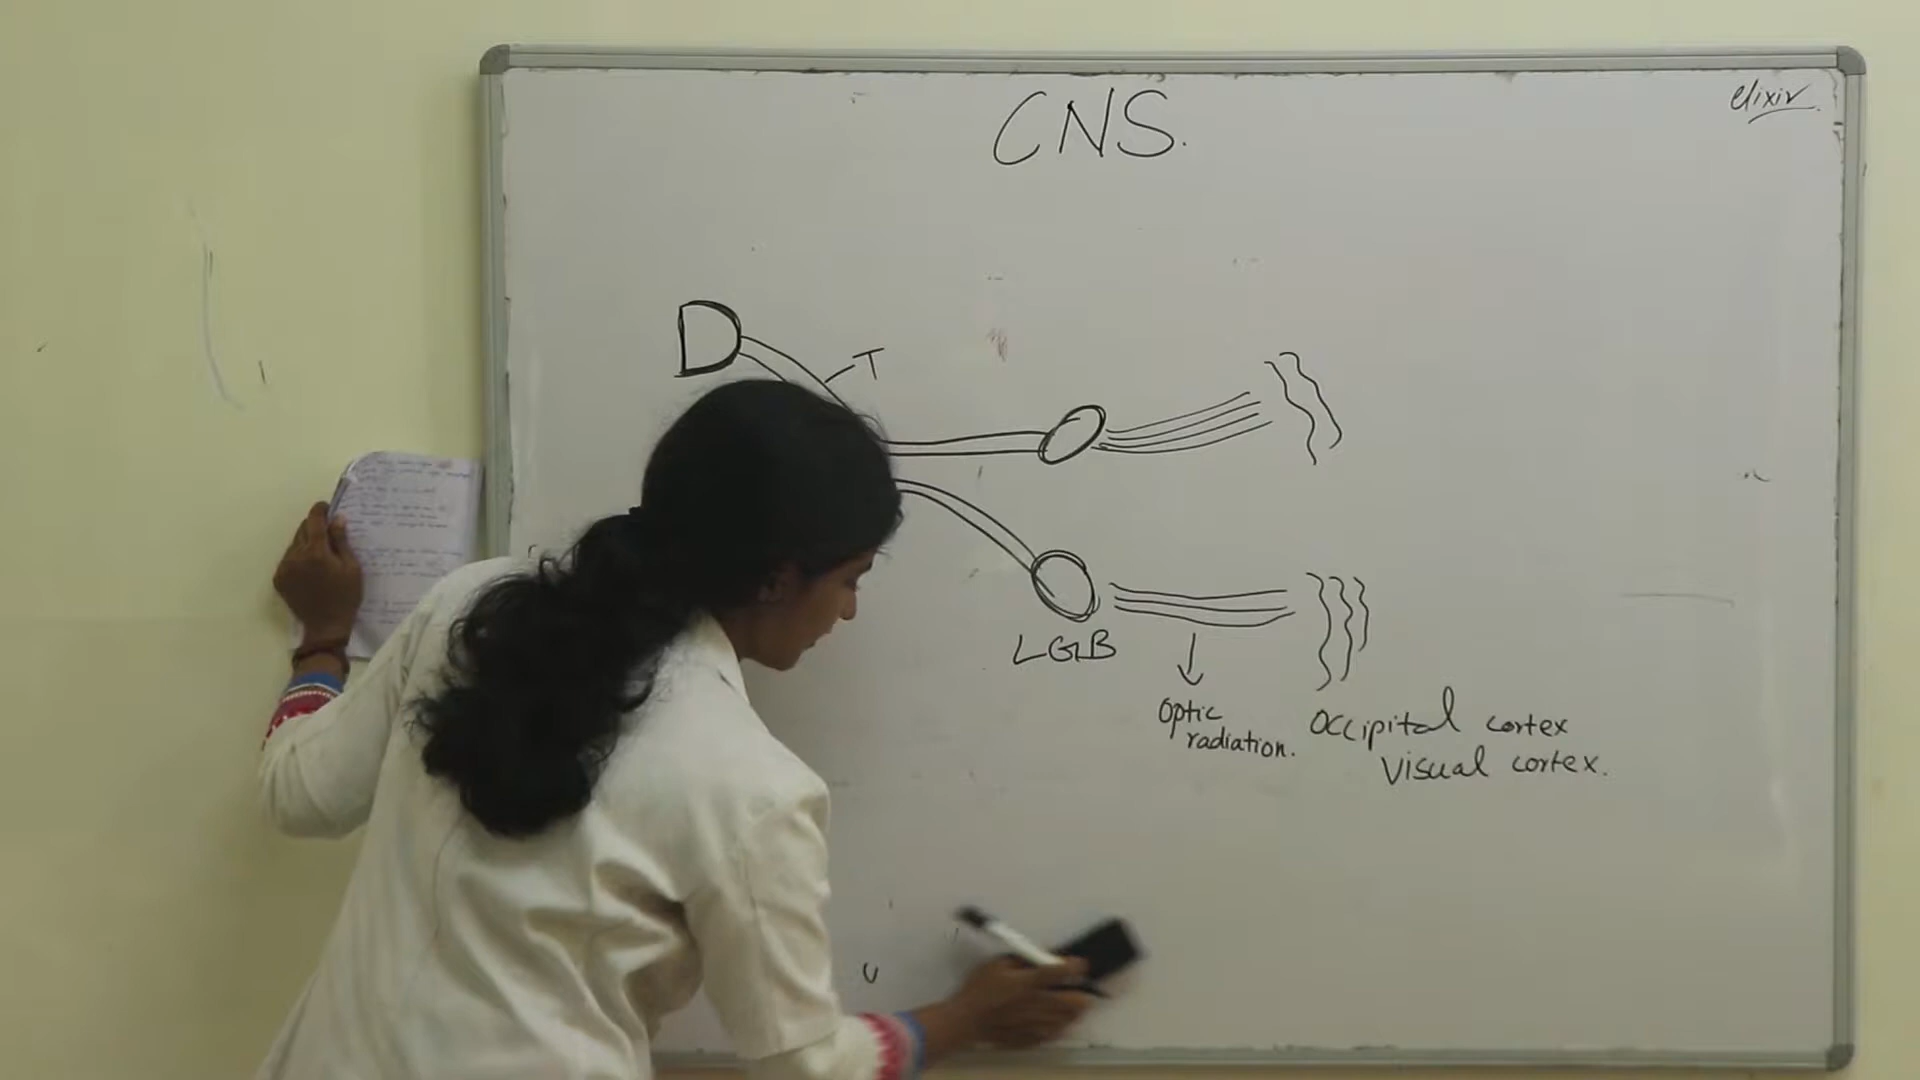 CNS.
elixir
T
LGB
Optic
radiation.
Occipital cortex
Visual cortex.